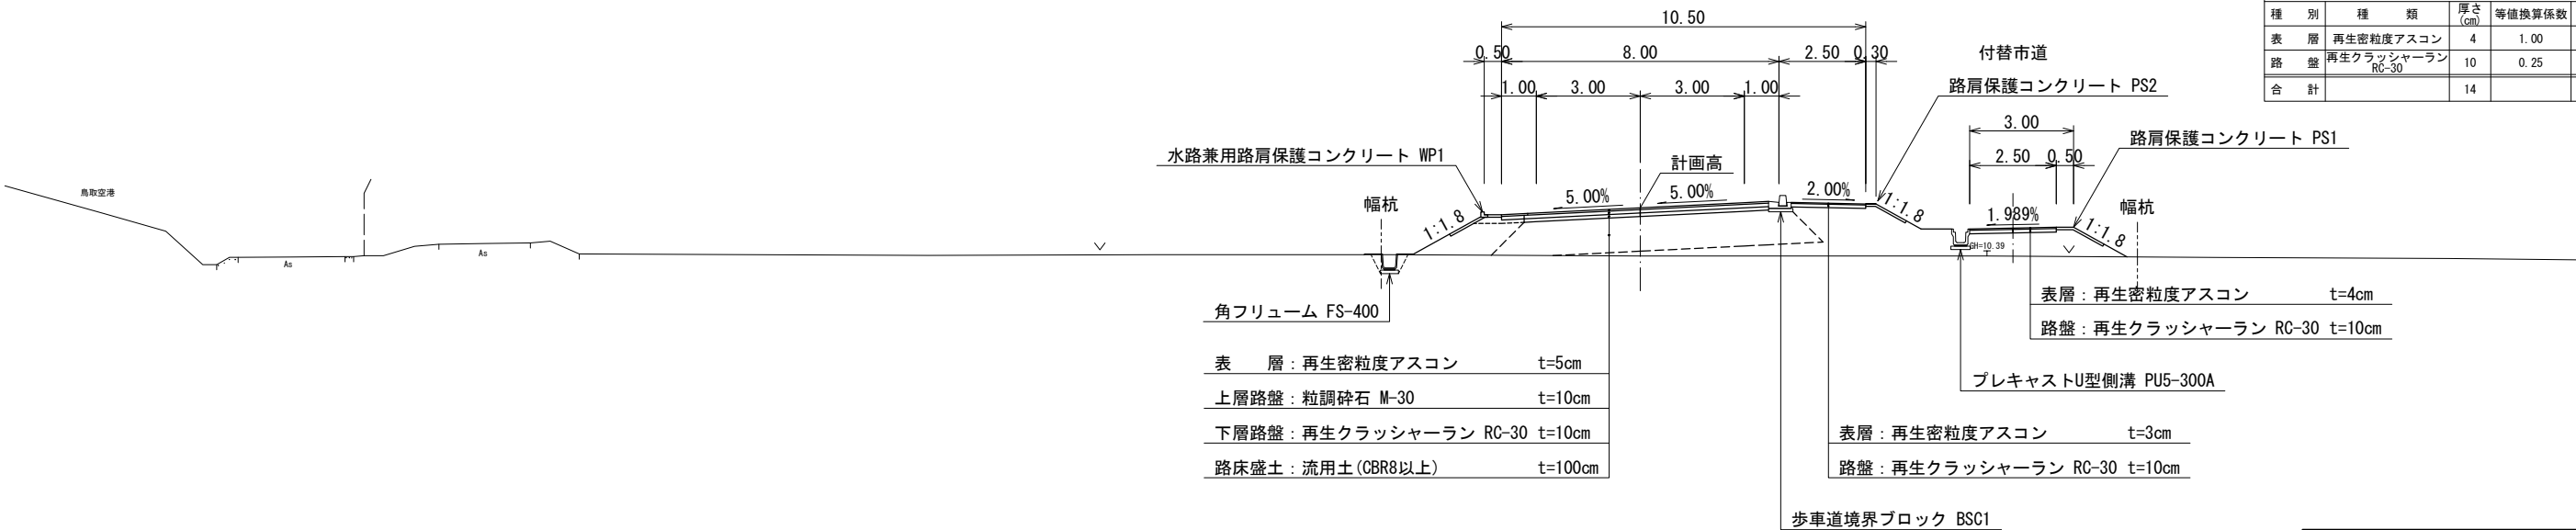 種 別 種 類 厚さ(cm) 等値換算係数
表 層 再生密粒度アスコン 4 1.00
路 盤 再生クラッシャーラン RC-30 10 0.25
合 計 14
10.50
0.50 8.00 2.50 0.30
1.00 3.00 3.00 1.00
付替市道
路肩保護コンクリート PS2
3.00
2.50 0.50
路肩保護コンクリート PS1
水路兼用路肩保護コンクリート WP1
計画高
鳥取空港
幅杭
1:1.8
5.00%
5.00%
2.00%
1:1.8
1.989%
1:1.8
幅杭
GH=10.39
As
As
角フリューム FS-400
表 層：再生密粒度アスコン t=5cm
上層路盤：粒調砕石 M-30 t=10cm
下層路盤：再生クラッシャーラン RC-30 t=10cm
路床盛土：流用土(CBR8以上) t=100cm
表層：再生密粒度アスコン t=4cm
路盤：再生クラッシャーラン RC-30 t=10cm
プレキャストU型側溝 PU5-300A
表層：再生密粒度アスコン t=3cm
路盤：再生クラッシャーラン RC-30 t=10cm
歩車道境界ブロック BSC1